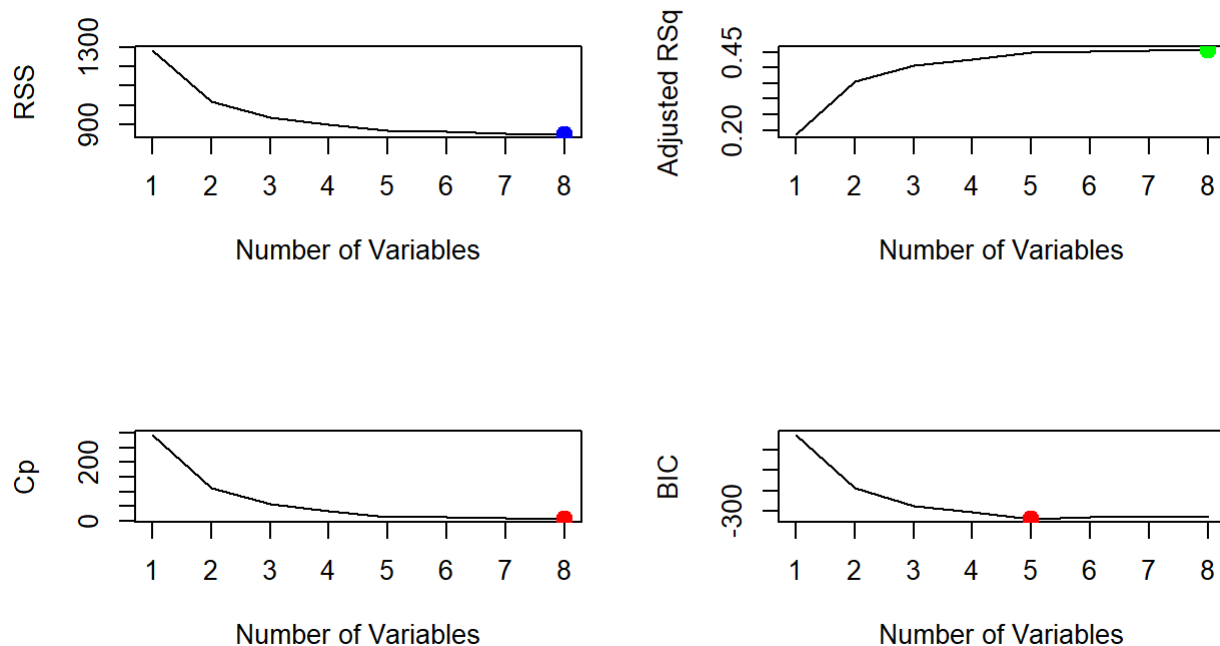 RSS
1300
900
1 2 3 4 5 6 7 8
Number of Variables
Adjusted RSq
0.45
0.20
1 2 3 4 5 6 7 8
Number of Variables
Cp
200
0
1 2 3 4 5 6 7 8
Number of Variables
BIC
-300
1 2 3 4 5 6 7 8
Number of Variables